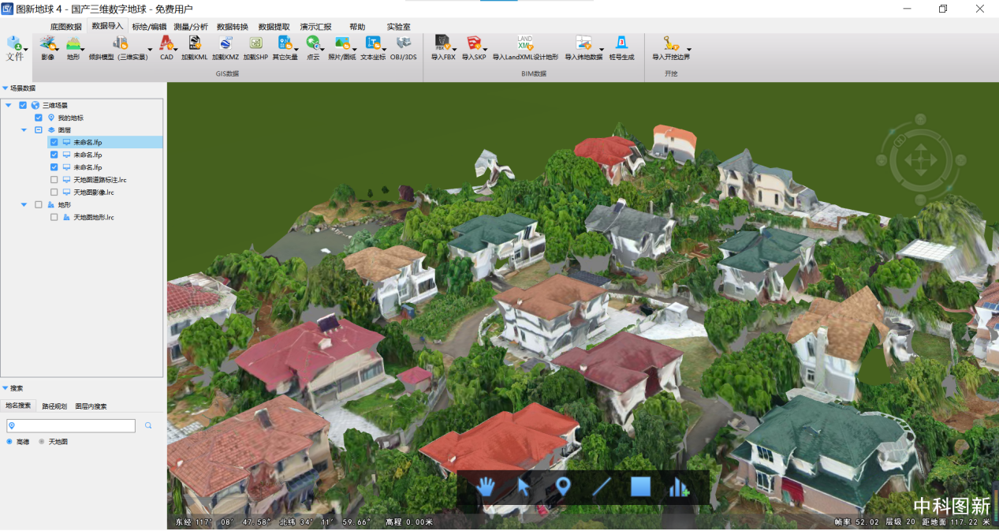 图新地球 4 - 国产三维数字地球 - 免费用户
底图数据 数据导入 标绘/编辑 测量/分析 数据转换 数据提取 演示汇报 帮助 实验室
文件 影像 地形 倾斜模型（三维实景） CAD 加载KML 加载KMZ 加载SHP 其它矢量 点云 照片/图纸 文本坐标 OBJ/3DS 导入FBX 导入SKP 导入LandXML设计地形 导入纬地数据 桩号生成 导入开挖边界
GIS数据 BIM数据 开挖
场景数据
三维场景
我的地标
图层
未命名.lfp
未命名.lfp
未命名.lfp
天地图道路标注.lrc
天地图影像.lrc
地形
天地图地形.lrc
搜索
地名搜索 路径规划 图层内搜索
高德 天地图
中科图新
东经 117° 08′ 47.58″ 北纬 34° 11′ 59.66″ 高程 0.00米
帧率 52.02 层级 20 距地面 117.22 米